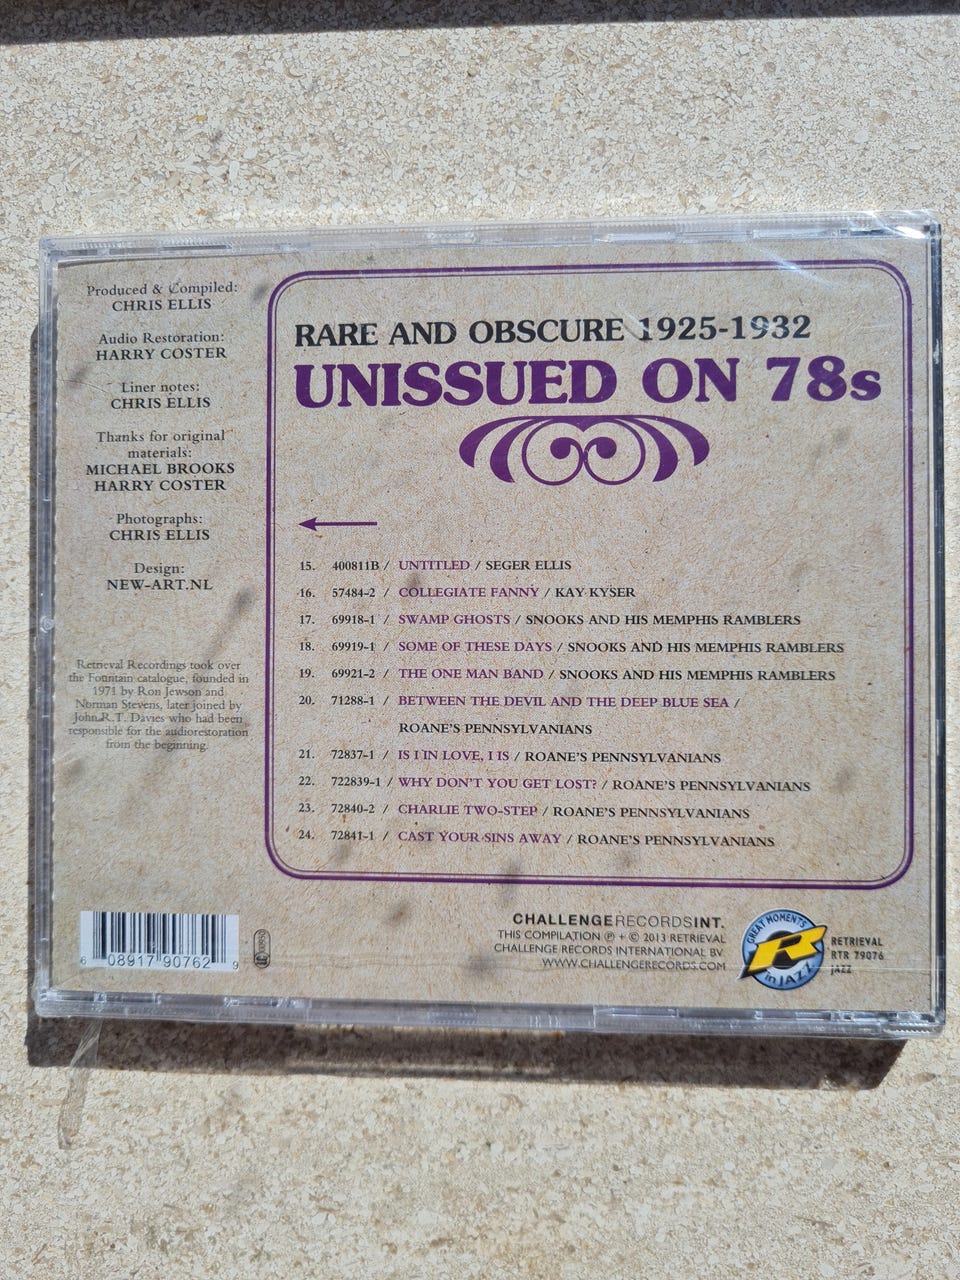 Produced & Compiled:
CHRIS ELLIS
Audio Restoration:
HARRY COSTER
Liner notes:
CHRIS ELLIS
Thanks for original
materials:
MICHAEL BROOKS
HARRY COSTER
Photographs:
CHRIS ELLIS
Design:
NEW-ART.NL
Retrieval Recordings took over
the Fountain catalogue, founded in
1971 by Ron Jewson and
Norman Stevens, later joined by
John R.T. Davies who had been
responsible for the audiorestoration
from the beginning.
RARE AND OBSCURE 1925-1932
UNISSUED ON 78s
15. 400811B / UNTITLED / SEGER ELLIS
16. 57484-2 / COLLEGIATE FANNY / KAY KYSER
17. 69918-1 / SWAMP GHOSTS / SNOOKS AND HIS MEMPHIS RAMBLERS
18. 69919-1 / SOME OF THESE DAYS / SNOOKS AND HIS MEMPHIS RAMBLERS
19. 69921-2 / THE ONE MAN BAND / SNOOKS AND HIS MEMPHIS RAMBLERS
20. 71288-1 / BETWEEN THE DEVIL AND THE DEEP BLUE SEA /
ROANE'S PENNSYLVANIANS
21. 72837-1 / IS I IN LOVE, I IS / ROANE'S PENNSYLVANIANS
22. 722839-1 / WHY DON'T YOU GET LOST? / ROANE'S PENNSYLVANIANS
23. 72840-2 / CHARLIE TWO-STEP / ROANE'S PENNSYLVANIANS
24. 72841-1 / CAST YOUR SINS AWAY / ROANE'S PENNSYLVANIANS
6 08917 90762 9
CHALLENGERECORDSINT.
THIS COMPILATION ℗ + © 2013 RETRIEVAL
CHALLENGE RECORDS INTERNATIONAL BV
WWW.CHALLENGERECORDS.COM
GREAT MOMENTS
R
in JAZZ
RETRIEVAL
RTR 79076
JAZZ